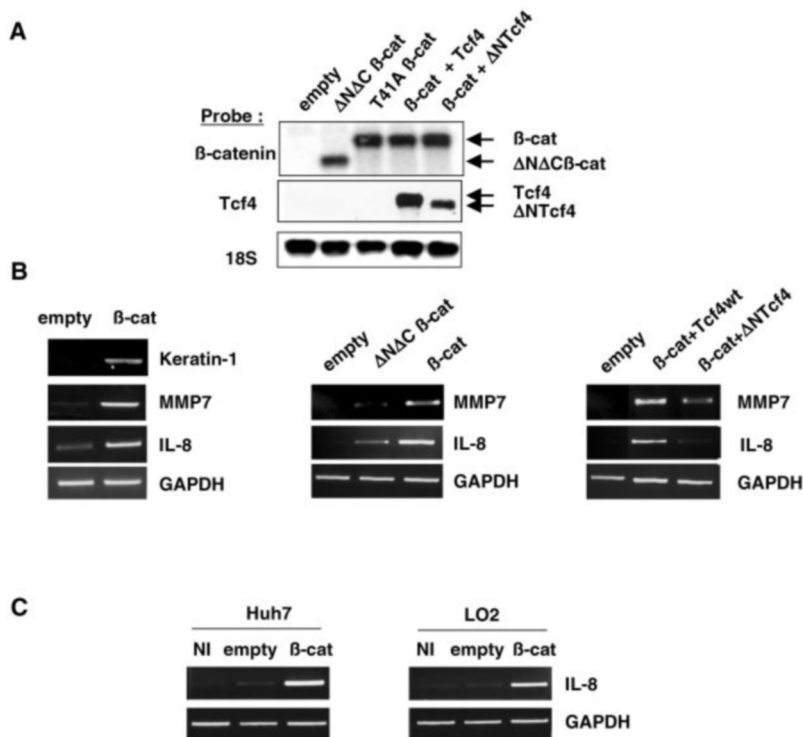 A
empty
ΔNΔC ß-cat
T41A ß-cat
ß-cat + Tcf4
ß-cat + ΔNTcf4
Probe :
ß-catenin
ß-cat
ΔNΔCß-cat
Tcf4
Tcf4
ΔNTcf4
18S
B
empty ß-cat
Keratin-1
MMP7
IL-8
GAPDH
empty
ΔNΔC ß-cat
ß-cat
MMP7
IL-8
GAPDH
empty
ß-cat+Tcf4wt
ß-cat+ΔNTcf4
MMP7
IL-8
GAPDH
C
Huh7
NI empty ß-cat
LO2
NI empty ß-cat
IL-8
GAPDH